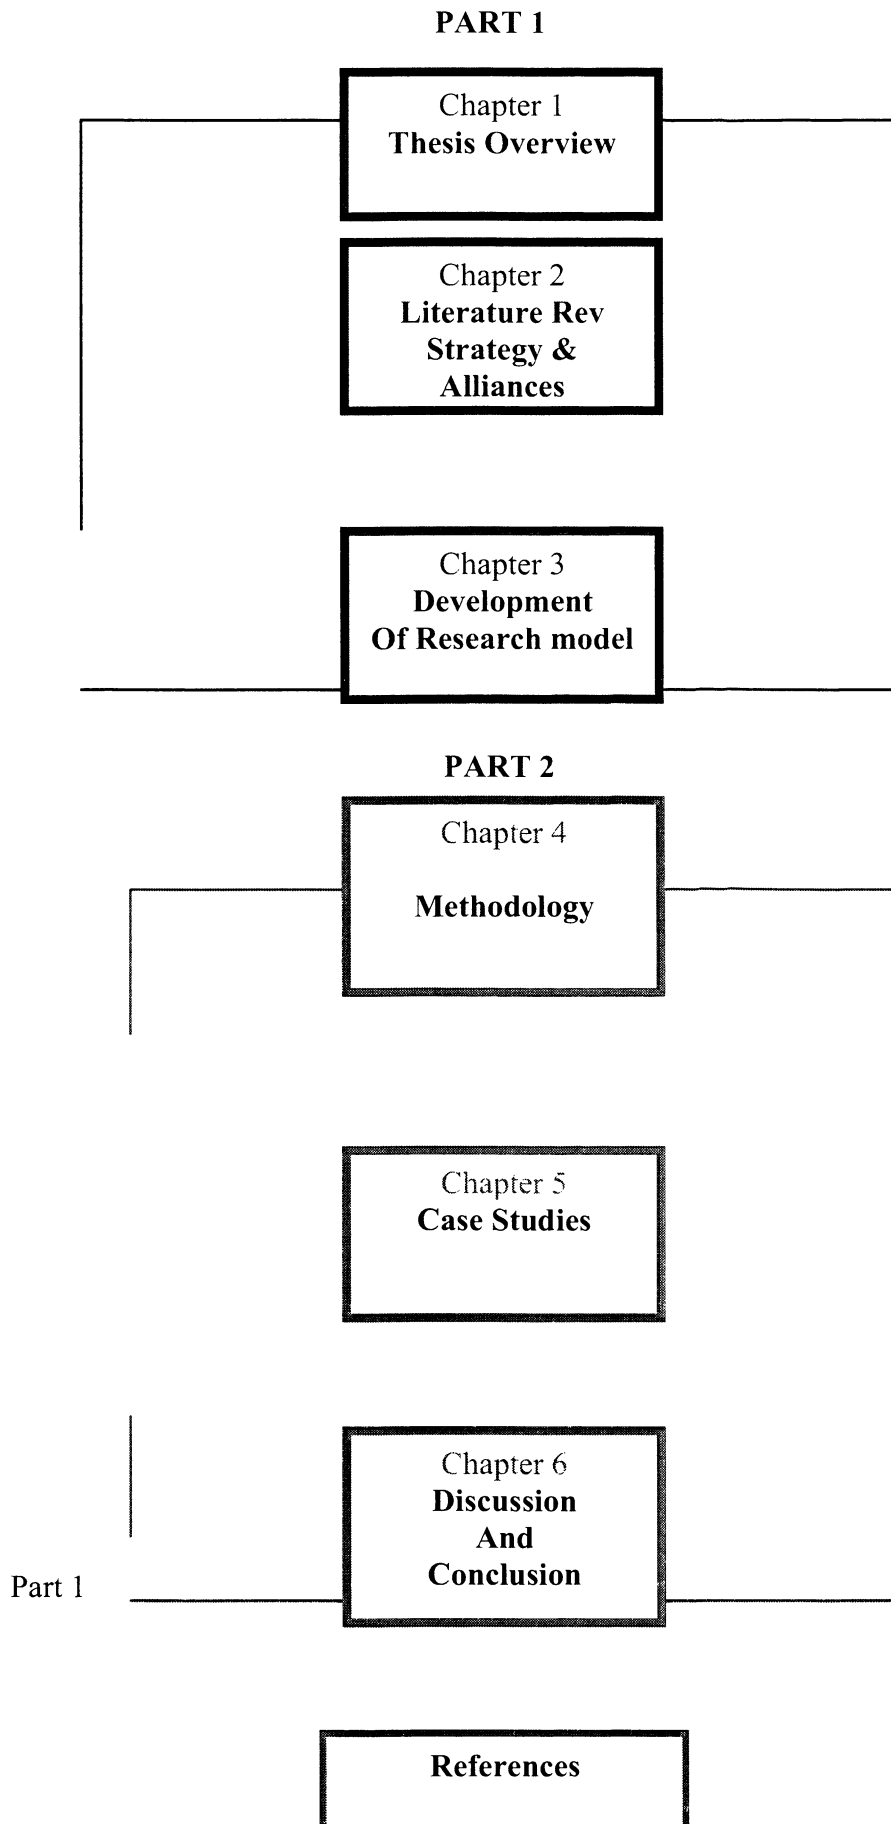 PART 1
Chapter 1
Thesis Overview
Chapter 2
Literature Rev
Strategy &
Alliances
Chapter 3
Development
Of Research model
PART 2
Chapter 4
Methodology
Chapter 5
Case Studies
Chapter 6
Discussion
And
Conclusion
Part 1
References